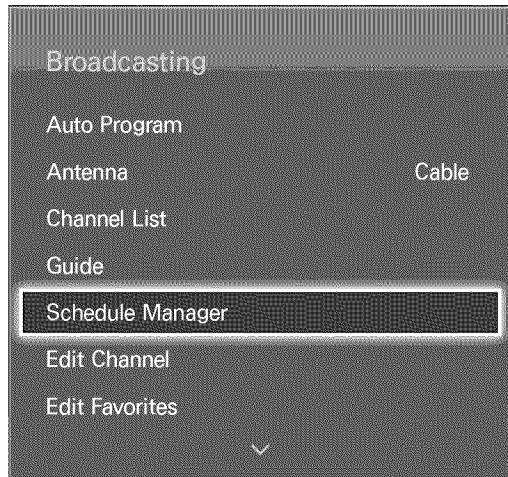 Broadcasting
Auto Program
Antenna Cable
Channel List
Guide
Schedule Manager
Edit Channel
Edit Favorites